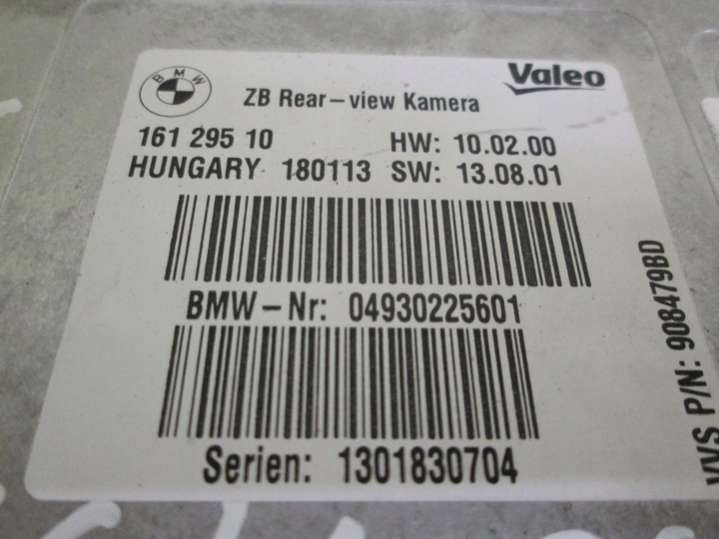 BMW
Valeo
ZB Rear-view Kamera
161 295 10 HW: 10.02.00
HUNGARY 180113 SW: 13.08.01
BMW-Nr: 04930225601
Serien: 1301830704
VVS P/N: 908479BD